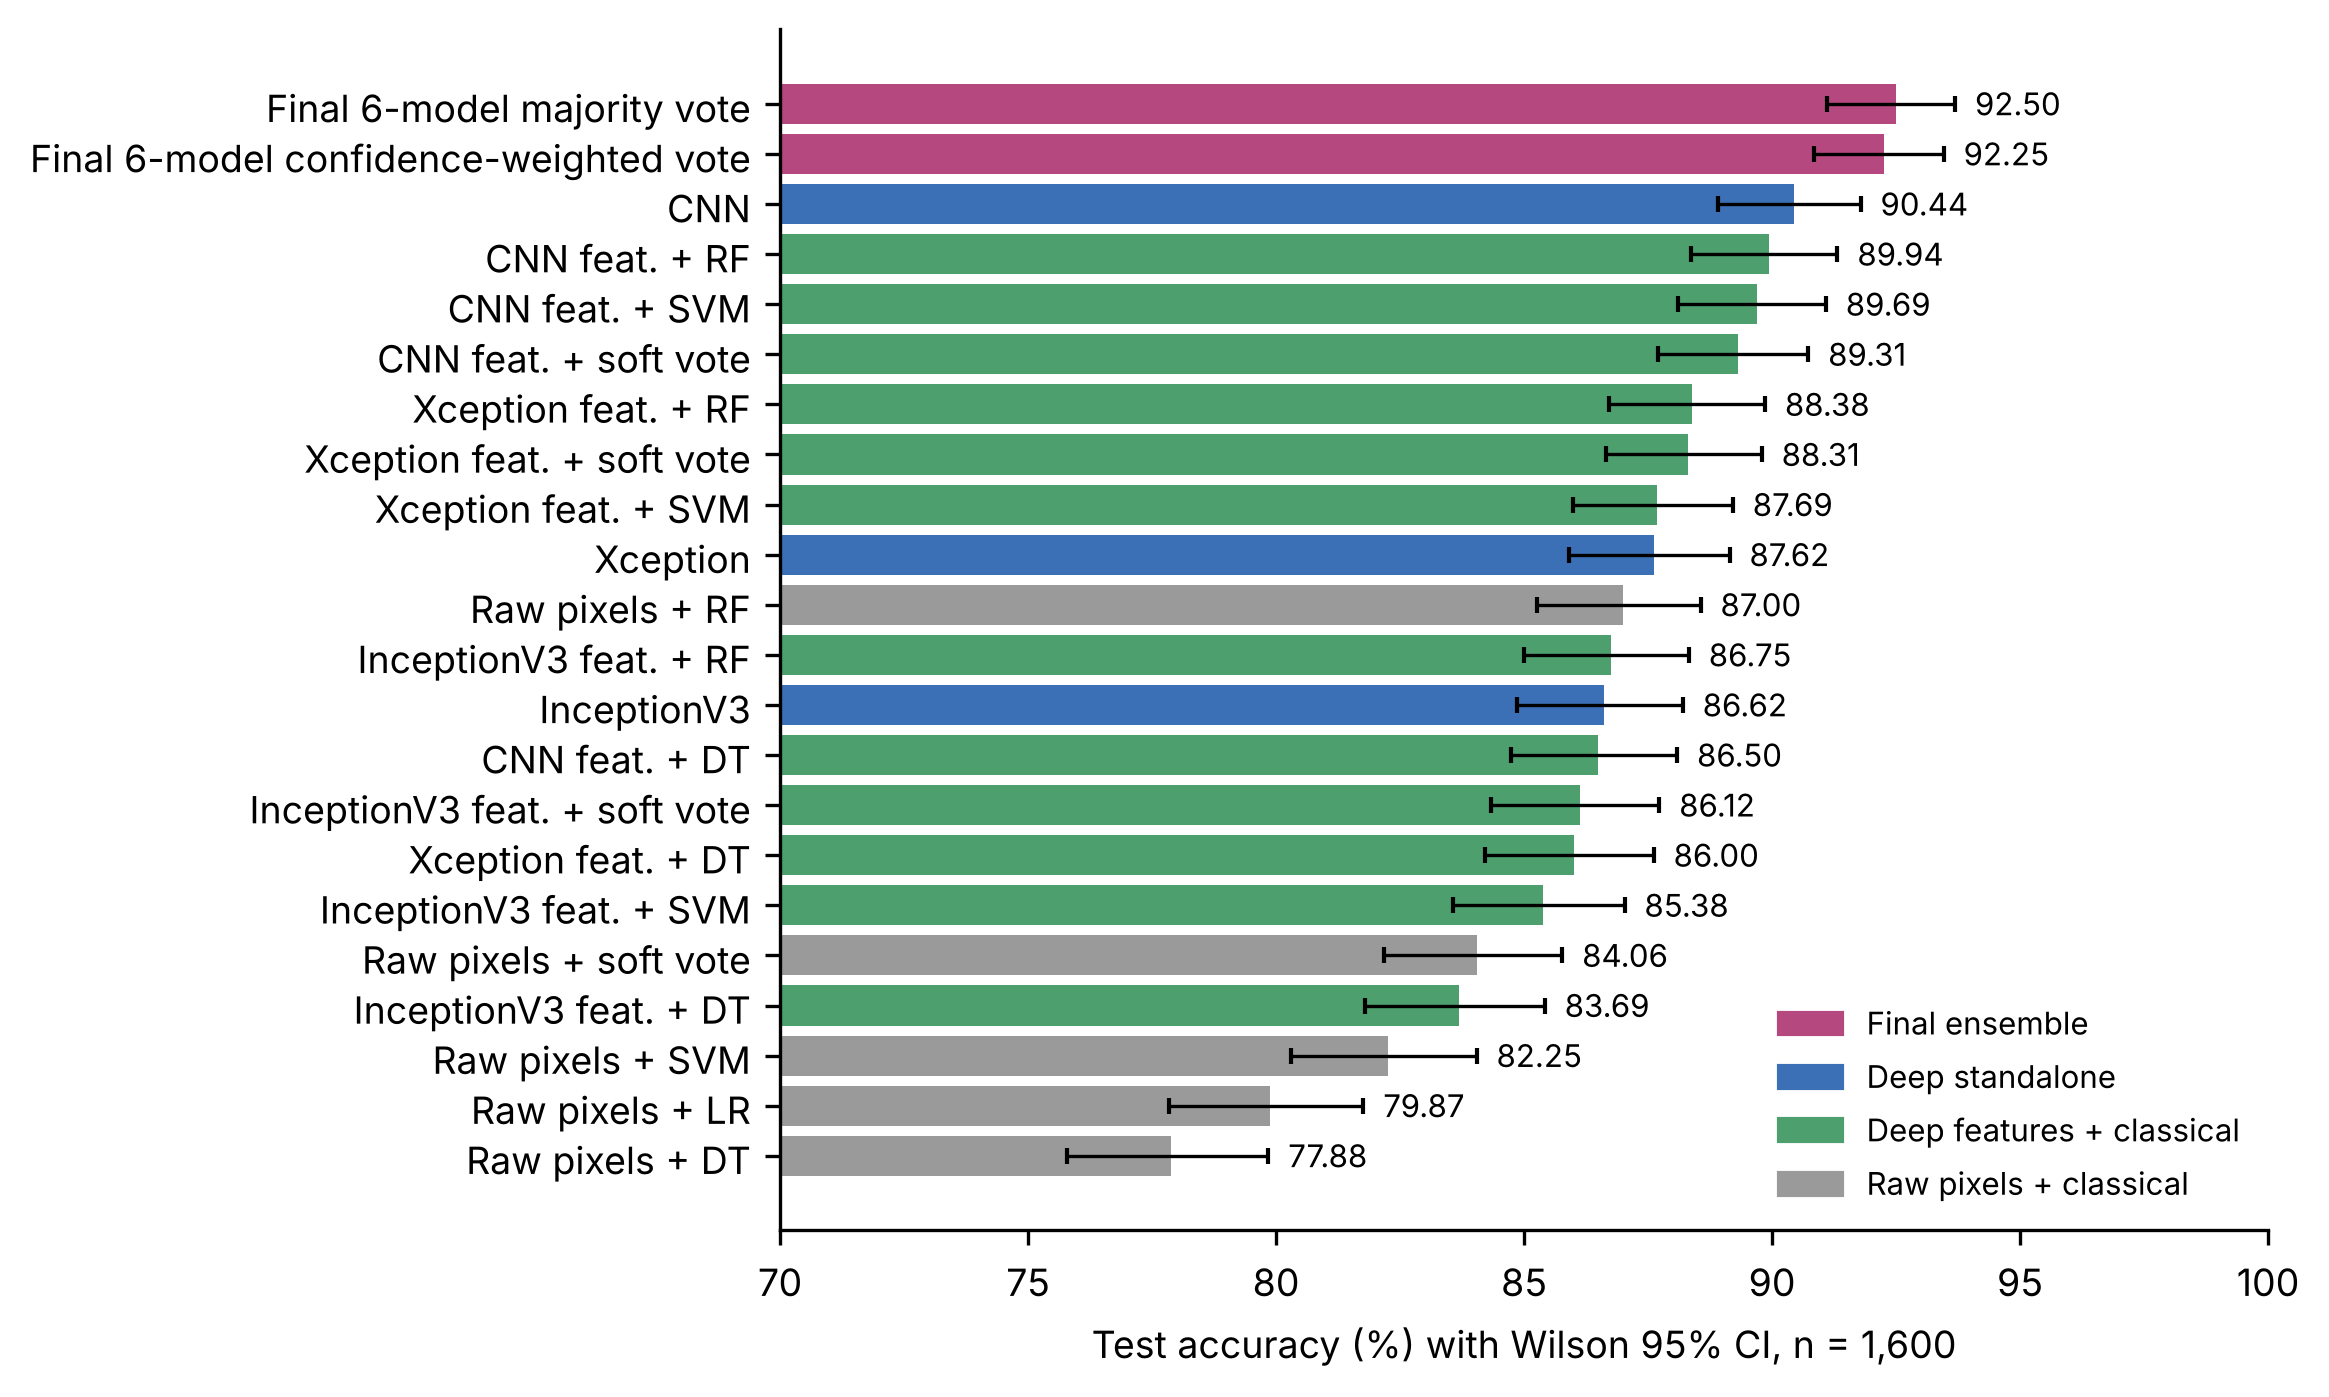 Final 6-model majority vote 92.50
Final 6-model confidence-weighted vote 92.25
CNN 90.44
CNN feat. + RF 89.94
CNN feat. + SVM 89.69
CNN feat. + soft vote 89.31
Xception feat. + RF 88.38
Xception feat. + soft vote 88.31
Xception feat. + SVM 87.69
Xception 87.62
Raw pixels + RF 87.00
InceptionV3 feat. + RF 86.75
InceptionV3 86.62
CNN feat. + DT 86.50
InceptionV3 feat. + soft vote 86.12
Xception feat. + DT 86.00
InceptionV3 feat. + SVM 85.38
Raw pixels + soft vote 84.06
InceptionV3 feat. + DT 83.69
Raw pixels + SVM 82.25
Raw pixels + LR 79.87
Raw pixels + DT 77.88
Final ensemble
Deep standalone
Deep features + classical
Raw pixels + classical
70 75 80 85 90 95 100
Test accuracy (%) with Wilson 95% CI, n = 1,600